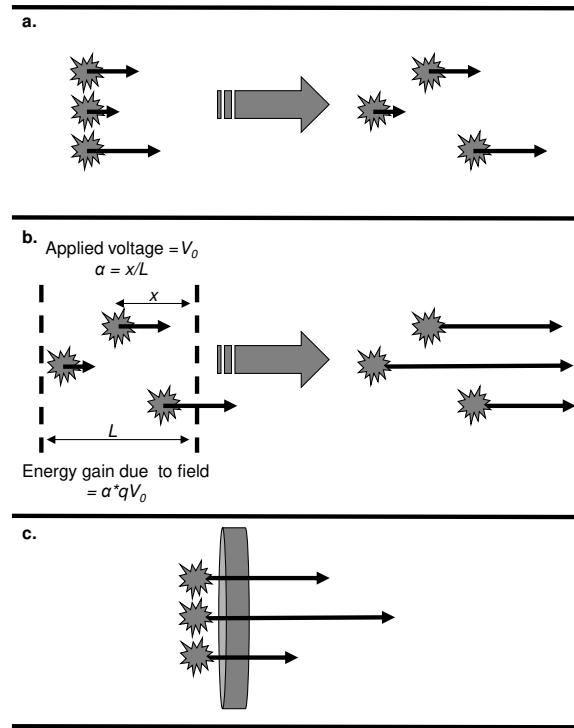 a.
b.
Applied voltage = V0
α = x/L
x
L
Energy gain due to field
= α*qV0
c.